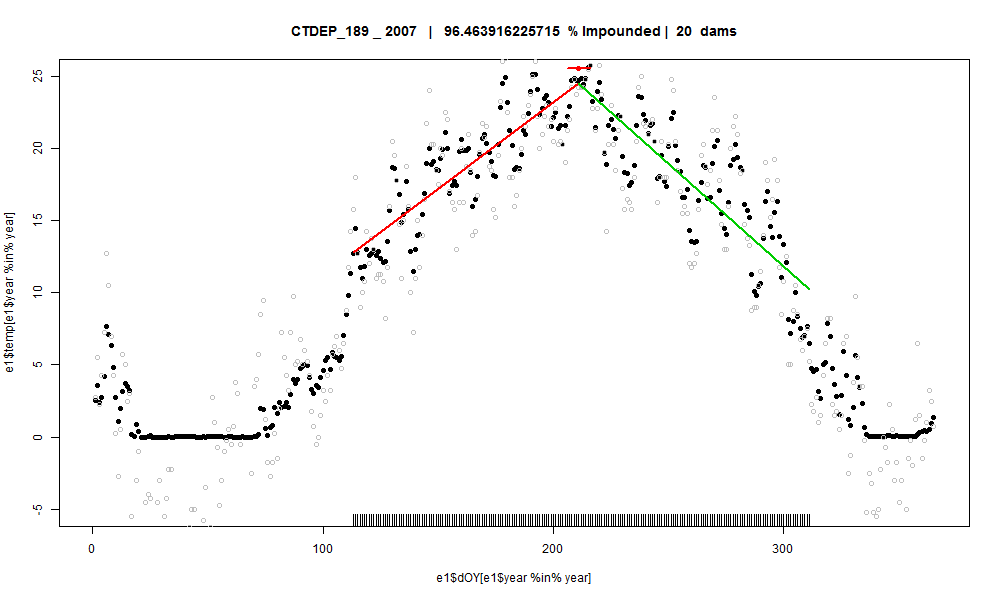 CTDEP_189 _ 2007 | 96.463916225715 % Impounded | 20 dams
25
20
15
10
5
0
-5
e1$temp[e1$year %in% year]
0 100 200 300
e1$dOY[e1$year %in% year]